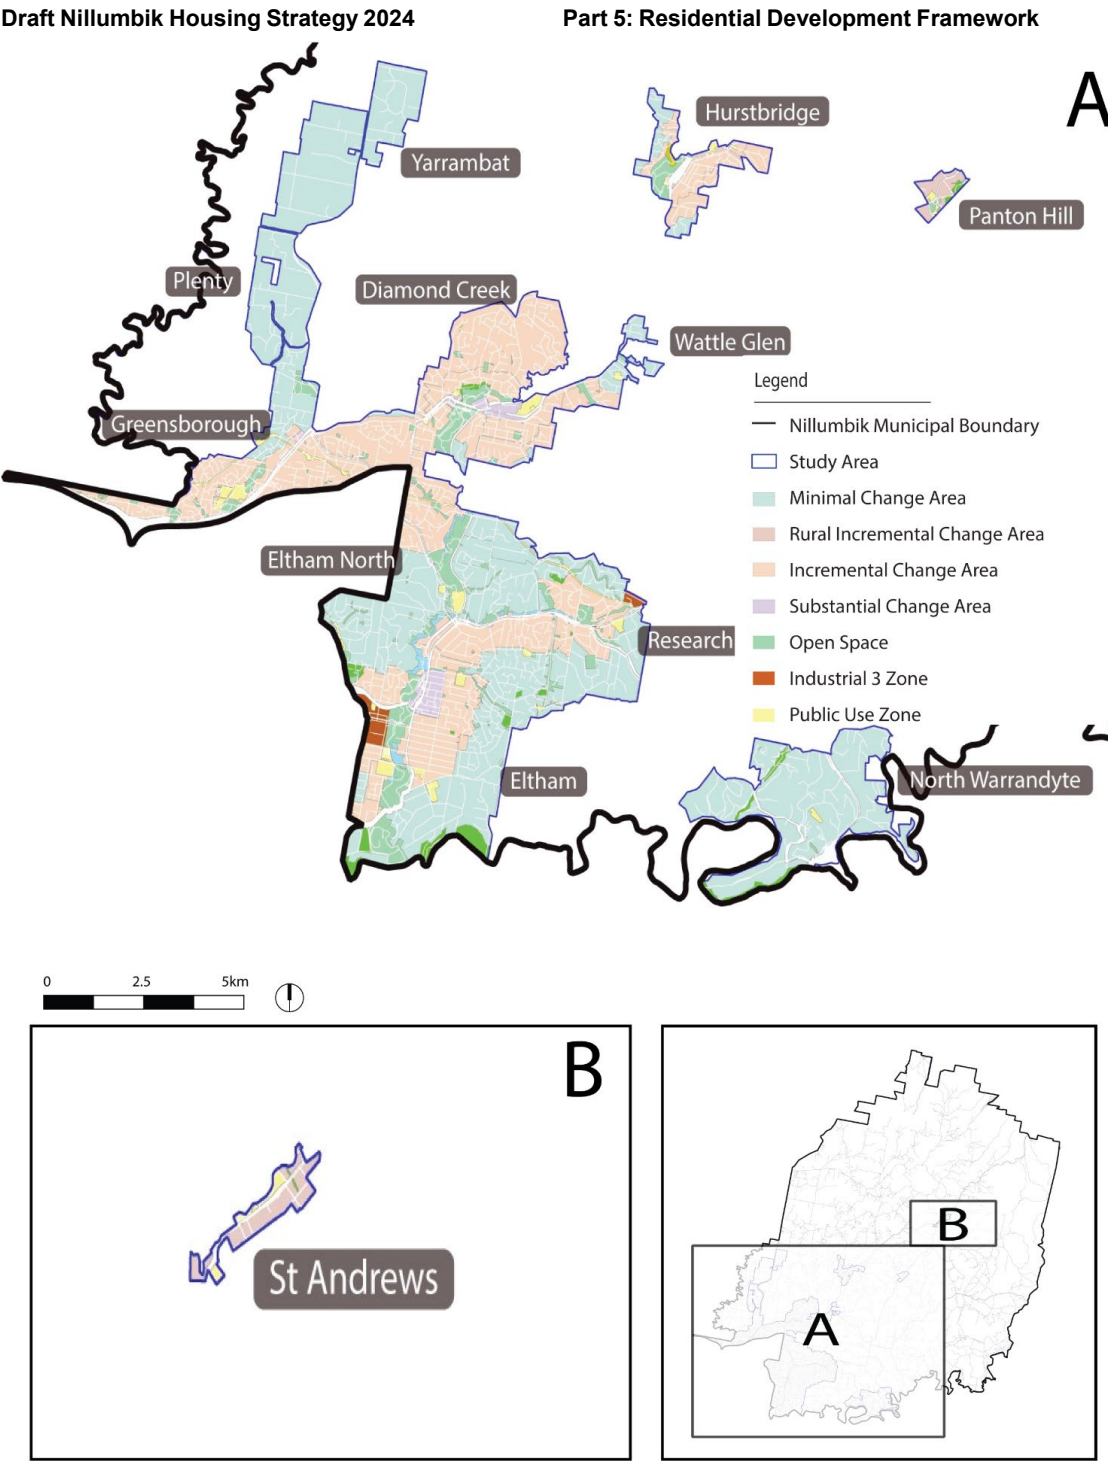 Draft Nillumbik Housing Strategy 2024 Part 5: Residential Development Framework
A
Hurstbridge
Yarrambat
Panton Hill
Plenty
Diamond Creek
Wattle Glen
Legend
Greensborough
Nillumbik Municipal Boundary
Study Area
Minimal Change Area
Rural Incremental Change Area
Eltham North
Incremental Change Area
Substantial Change Area
Research
Open Space
Industrial 3 Zone
Public Use Zone
Eltham
North Warrandyte
0 2.5 5km
B
St Andrews
B
A